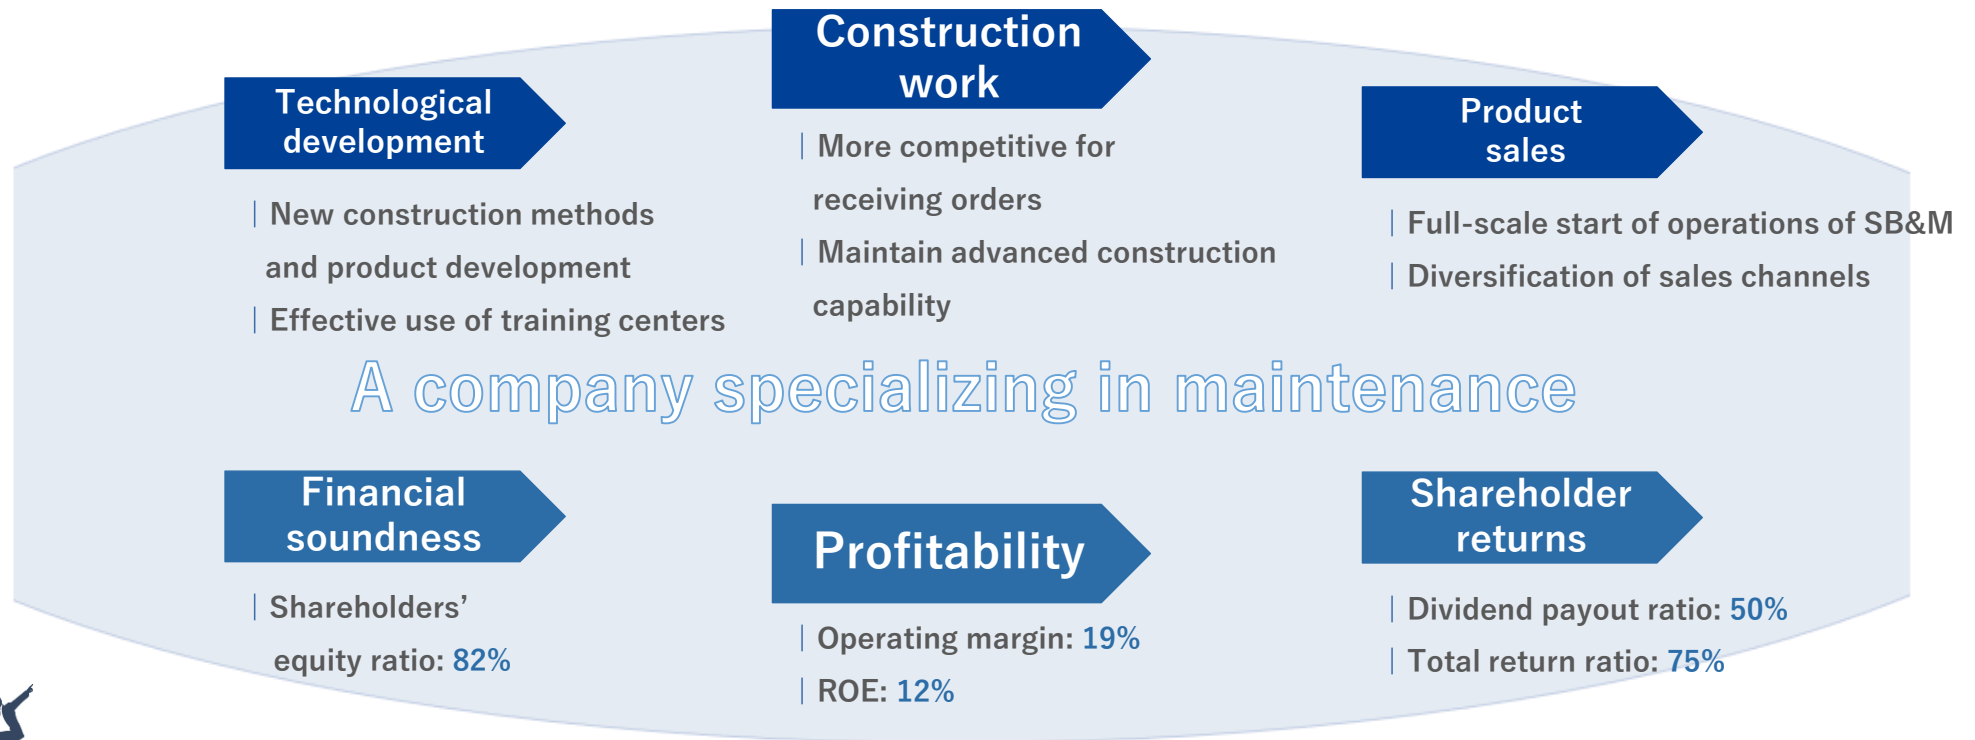 Technological
development
| New construction methods
and product development
| Effective use of training centers
Construction
work
| More competitive for
receiving orders
| Maintain advanced construction
capability
Product
sales
| Full-scale start of operations of SB&M
| Diversification of sales channels
A company specializing in maintenance
Financial
soundness
| Shareholders’
equity ratio: 82%
Profitability
| Operating margin: 19%
| ROE: 12%
Shareholder
returns
| Dividend payout ratio: 50%
| Total return ratio: 75%